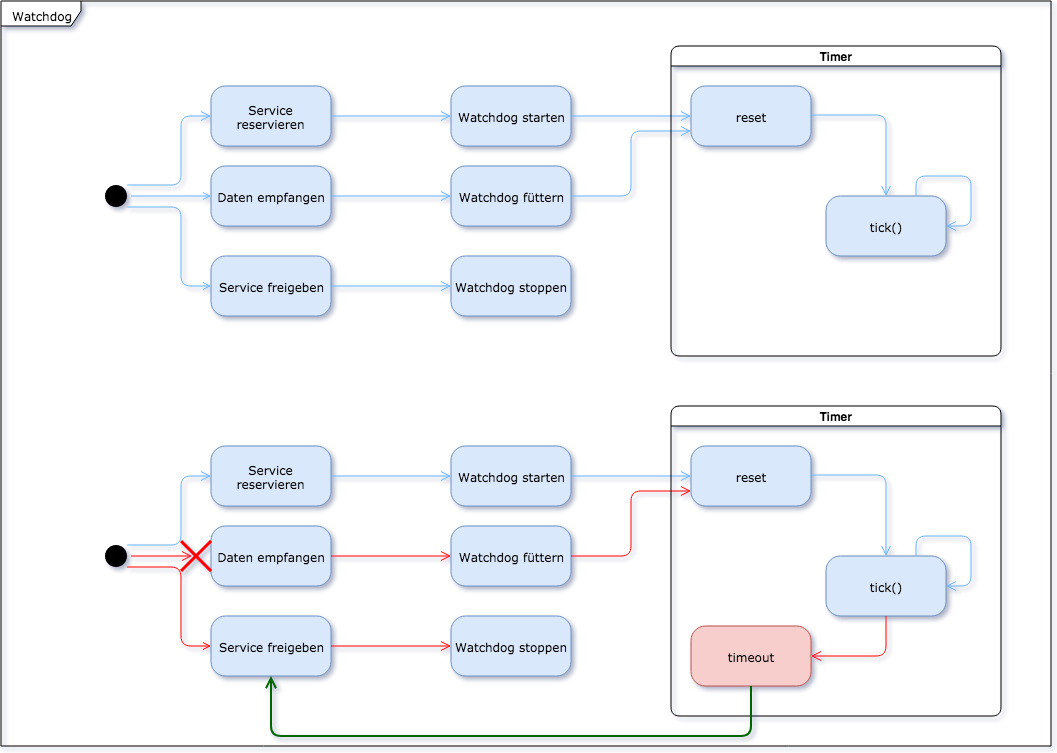 Watchdog
Timer
Service
reservieren
Watchdog starten
reset
Daten empfangen
Watchdog füttern
tick()
Service freigeben
Watchdog stoppen
Timer
Service
reservieren
Watchdog starten
reset
Daten empfangen
Watchdog füttern
tick()
Service freigeben
Watchdog stoppen
timeout